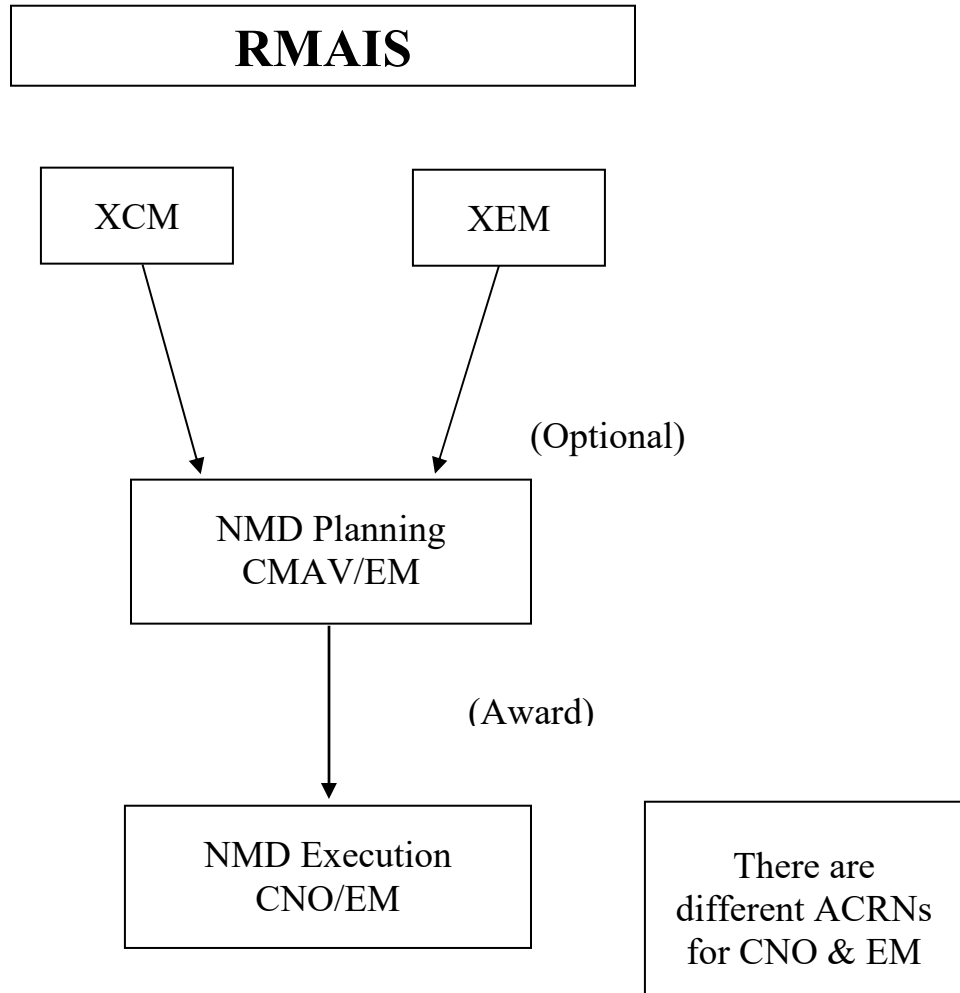 RMAIS
XCM
XEM
(Optional)
NMD Planning
CMAV/EM
(Award)
NMD Execution
CNO/EM
There are
different ACRNs
for CNO & EM